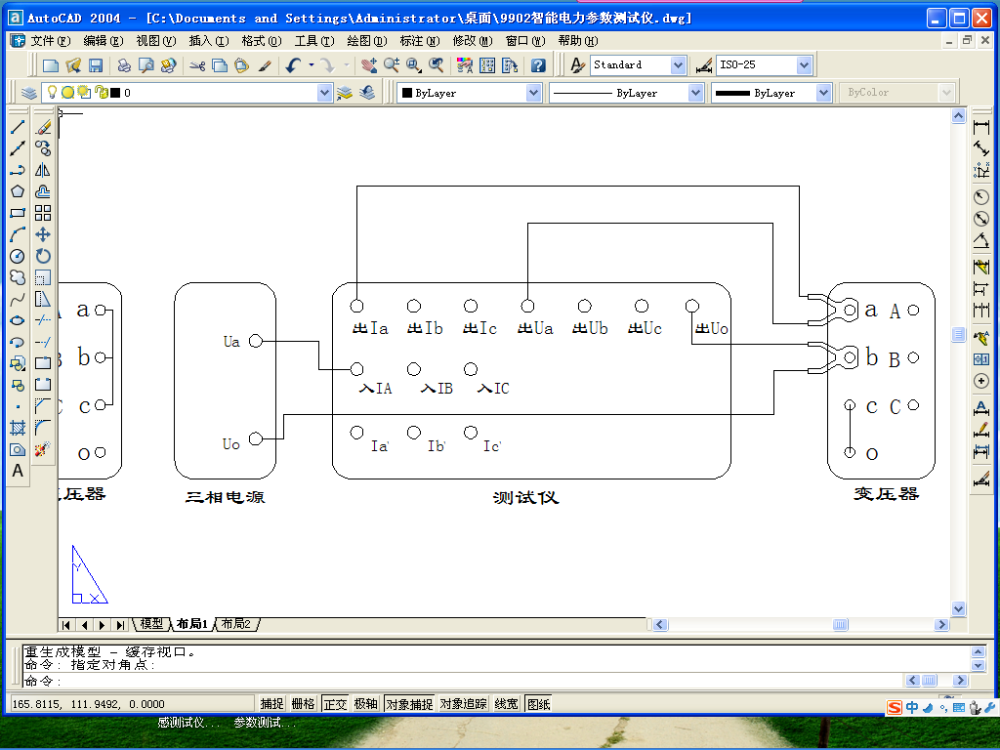 AutoCAD 2004 - [C:\Documents and Settings\Administrator\桌面\9902智能电力参数测试仪.dwg]
文件(F) 编辑(E) 视图(V) 插入(I) 格式(O) 工具(T) 绘图(D) 标注(N) 修改(M) 窗口(W) 帮助(H)
Standard ISO-25
0 ByLayer ByLayer ByLayer ByColor
a
b
c
o
压器
Ua
Uo
三相电源
出Ia 出Ib 出Ic 出Ua 出Ub 出Uc 出Uo
入IA 入IB 入IC
Ia' Ib' Ic'
测试仪
a A
b B
c C
o
变压器
Y
X
模型 布局1 布局2
重生成模型 - 缓存视口。
命令: 指定对角点:
命令:
165.8115, 111.9492, 0.0000 捕捉 栅格 正交 极轴 对象捕捉 对象追踪 线宽 图纸
中
感测试仪... 参数测试...